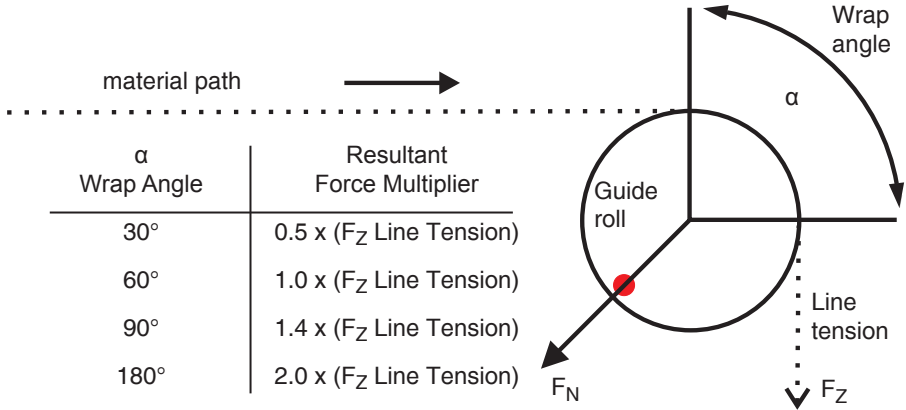 material path
Wrap
angle
α
α
Wrap Angle
Resultant
Force Multiplier
30°
0.5 x (FZ Line Tension)
60°
1.0 x (FZ Line Tension)
90°
1.4 x (FZ Line Tension)
180°
2.0 x (FZ Line Tension)
Guide
roll
Line
tension
FN
FZ